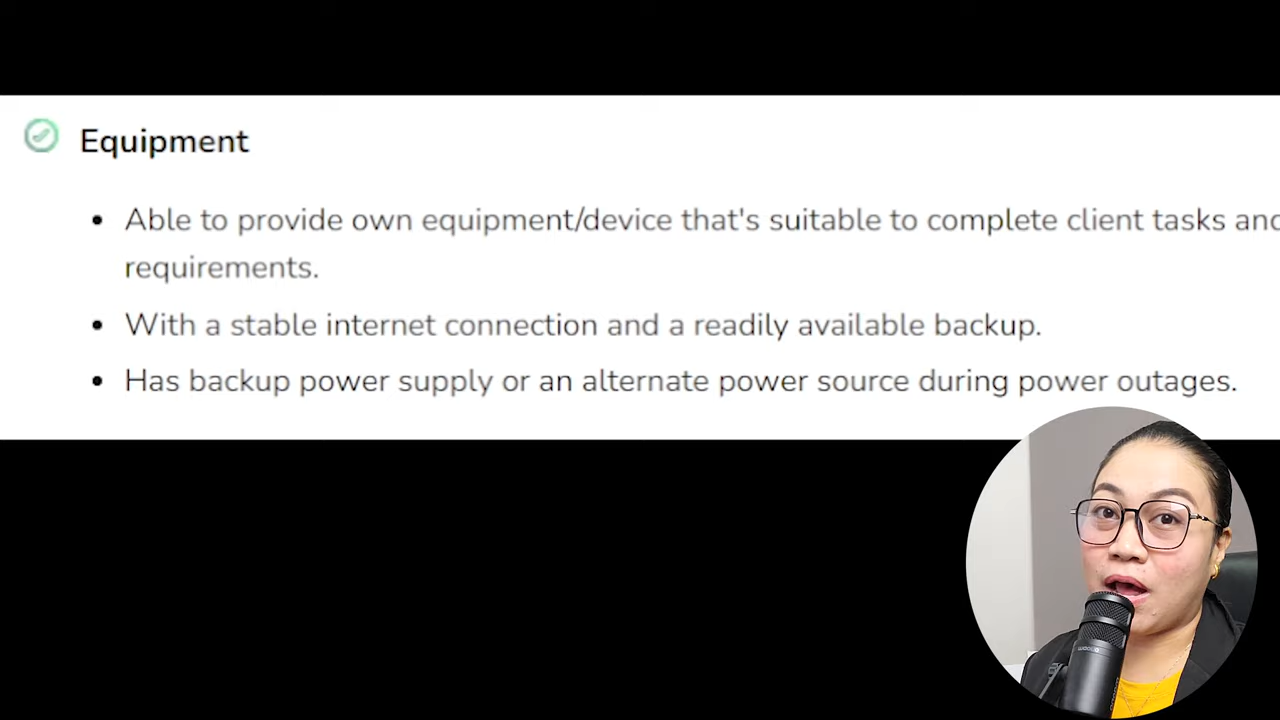 Equipment
• Able to provide own equipment/device that's suitable to complete client tasks and
requirements.
• With a stable internet connection and a readily available backup.
• Has backup power supply or an alternate power source during power outages.